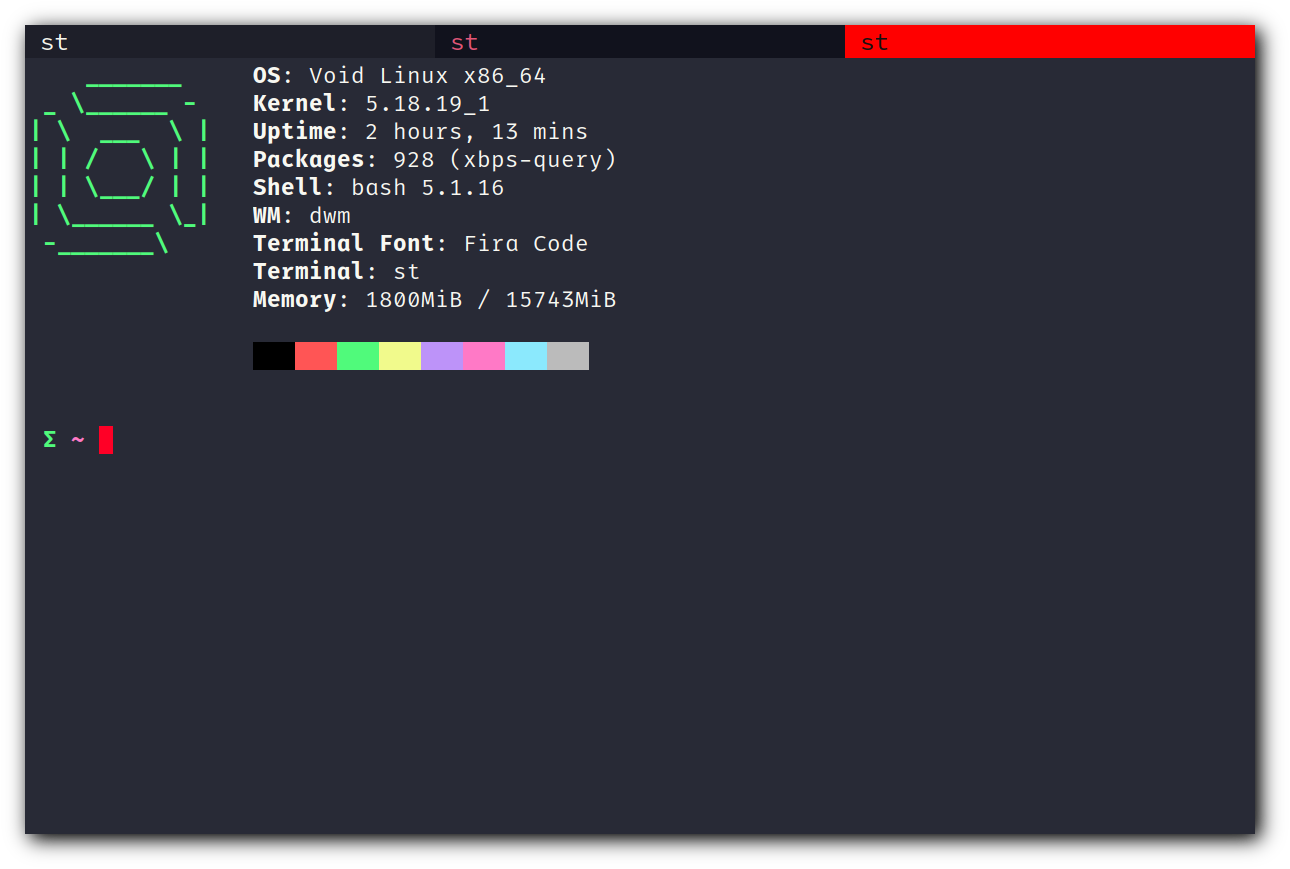 st st st
OS: Void Linux x86_64
Kernel: 5.18.19_1
Uptime: 2 hours, 13 mins
Packages: 928 (xbps-query)
Shell: bash 5.1.16
WM: dwm
Terminal Font: Fira Code
Terminal: st
Memory: 1800MiB / 15743MiB
Σ ~